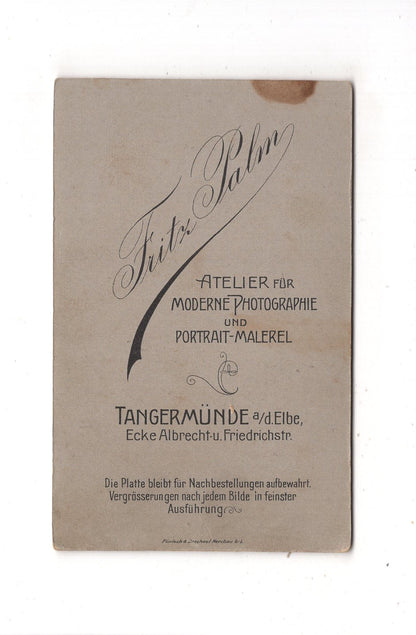 Fritz Palm
ATELIER FÜR
MODERNE PHOTOGRAPHIE
UND
PORTRAIT-MALEREI
TANGERMÜNDE a/d.Elbe,
Ecke Albrecht-u. Friedrichstr.
Die Platte bleibt für Nachbestellungen aufbewahrt.
Vergrösserungen nach jedem Bilde in feinster
Ausführung